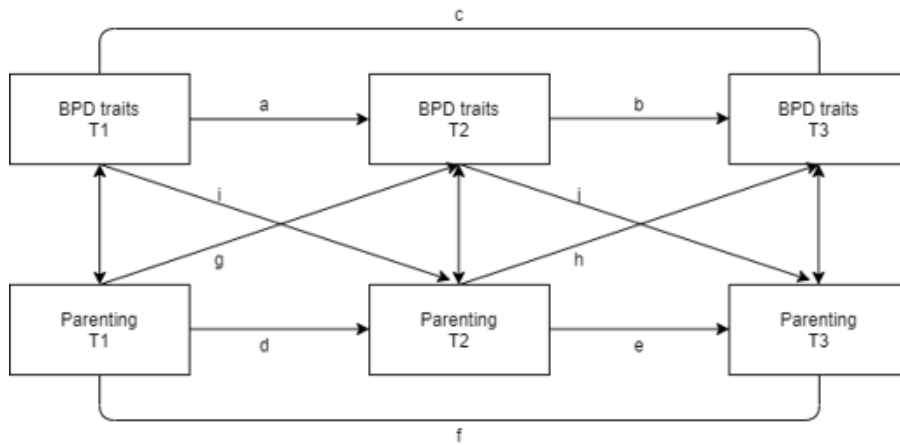 c
BPD traits
T1
a
BPD traits
T2
b
BPD traits
T3
i
g
j
h
Parenting
T1
d
Parenting
T2
e
Parenting
T3
f